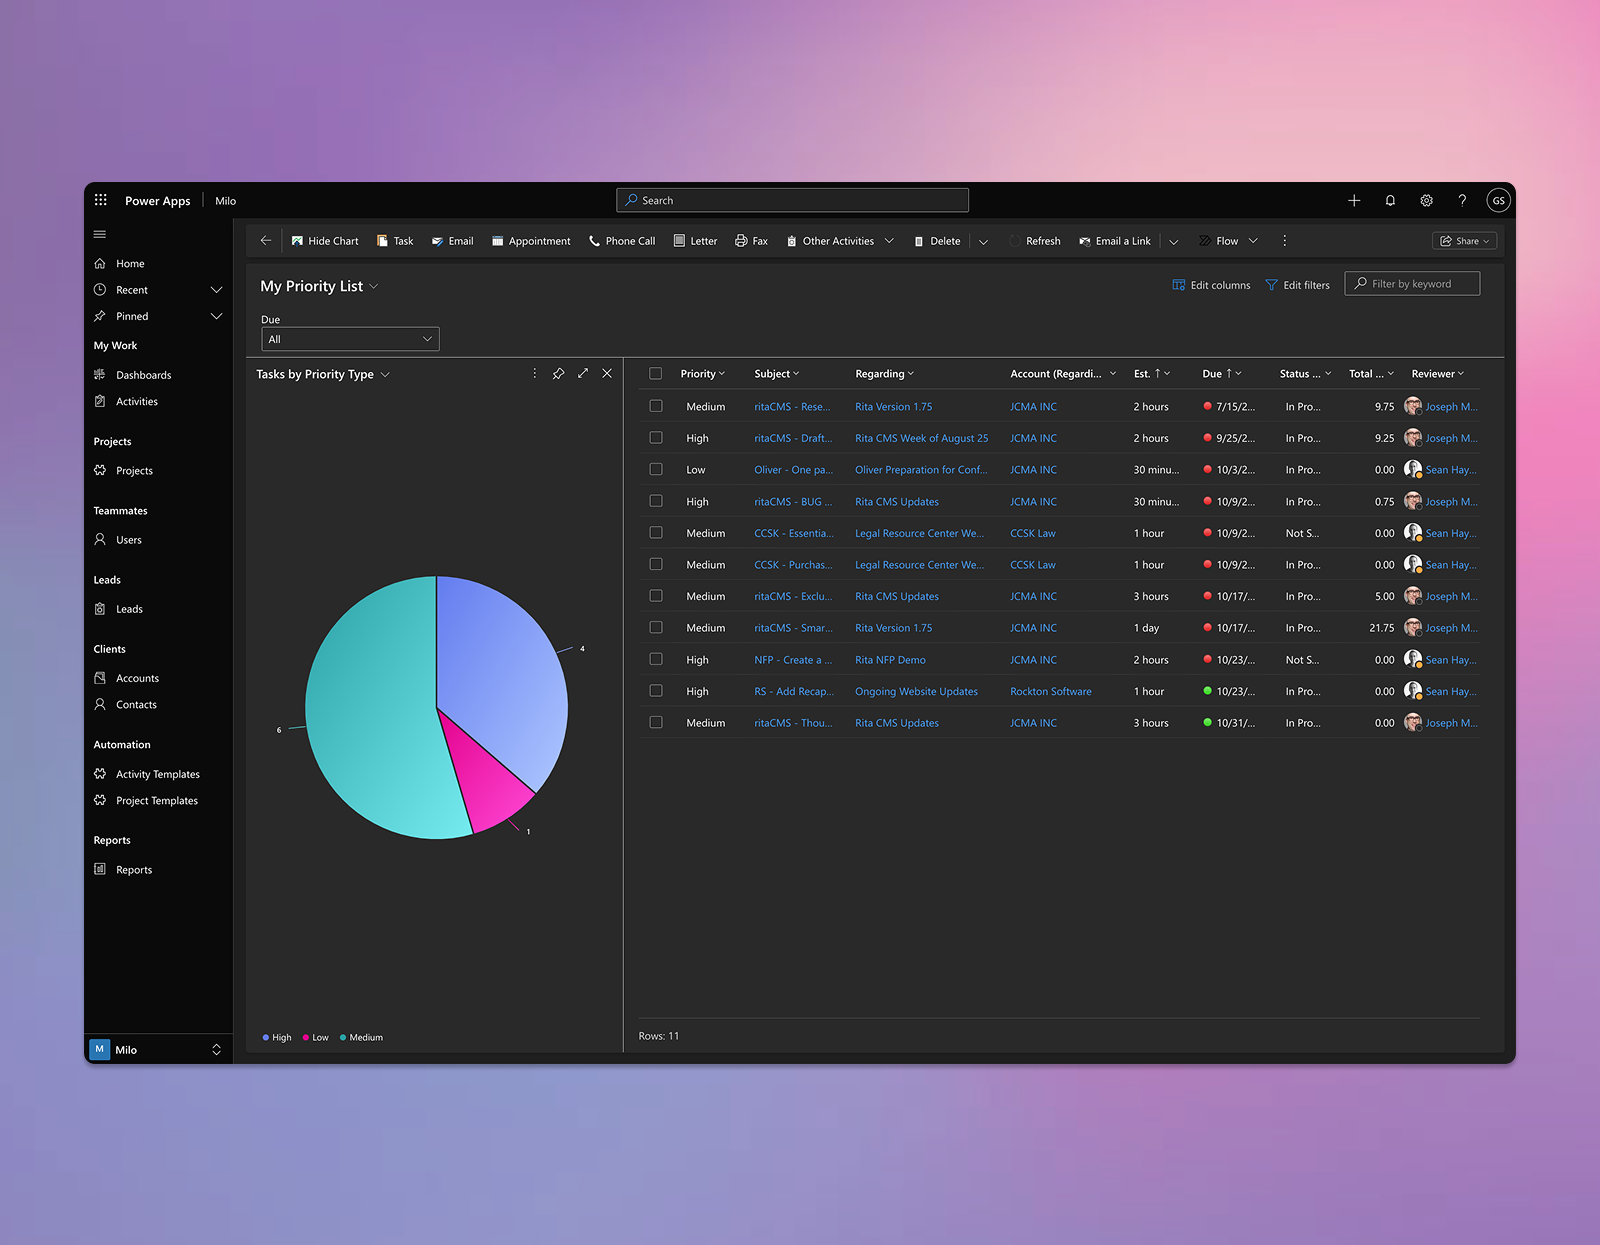 Power Apps Milo Search GS
Hide Chart Task Email Appointment Phone Call Letter Fax Other Activities Delete Refresh Email a Link Flow Share
Home
Recent
Pinned
My Work
Dashboards
Activities
Projects
Projects
Teammates
Users
Leads
Leads
Clients
Accounts
Contacts
Automation
Activity Templates
Project Templates
Reports
Reports
M Milo
My Priority List Edit columns Edit filters Filter by keyword
Due
All
Tasks by Priority Type
4
6
1
High Low Medium
Priority Subject Regarding Account (Regardi... Est. ↑ Due ↑ Status ... Total ... Reviewer
Medium ritaCMS - Rese... Rita Version 1.75 JCMA INC 2 hours 7/15/2... In Pro... 9.75 Joseph M...
High ritaCMS - Draft... Rita CMS Week of August 25 JCMA INC 2 hours 9/25/2... In Pro... 9.25 Joseph M...
Low Oliver - One pa... Oliver Preparation for Conf... JCMA INC 30 minu... 10/3/2... In Pro... 0.00 Sean Hay...
High ritaCMS - BUG ... Rita CMS Updates JCMA INC 30 minu... 10/9/2... In Pro... 0.75 Joseph M...
Medium CCSK - Essentia... Legal Resource Center We... CCSK Law 1 hour 10/9/2... Not S... 0.00 Sean Hay...
Medium CCSK - Purchas... Legal Resource Center We... CCSK Law 1 hour 10/9/2... In Pro... 0.00 Sean Hay...
Medium ritaCMS - Exclu... Rita CMS Updates JCMA INC 3 hours 10/17/... In Pro... 5.00 Joseph M...
Medium ritaCMS - Smar... Rita Version 1.75 JCMA INC 1 day 10/17/... In Pro... 21.75 Joseph M...
High NFP - Create a ... Rita NFP Demo JCMA INC 2 hours 10/23/... Not S... 0.00 Sean Hay...
High RS - Add Recap... Ongoing Website Updates Rockton Software 1 hour 10/23/... In Pro... 0.00 Sean Hay...
Medium ritaCMS - Thou... Rita CMS Updates JCMA INC 3 hours 10/31/... In Pro... 0.00 Joseph M...
Rows: 11